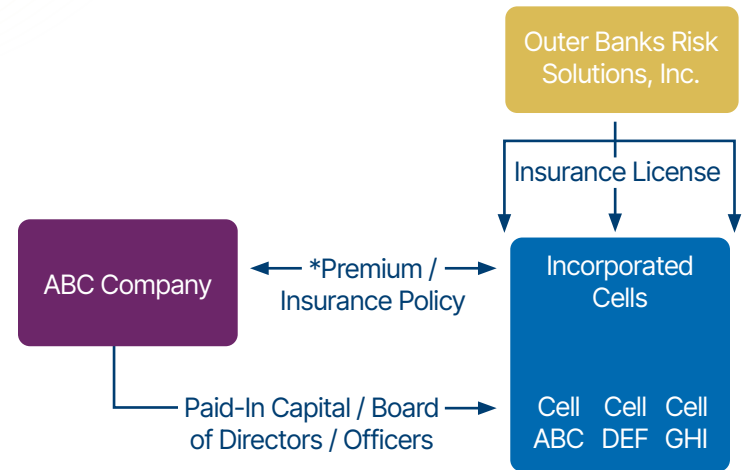 Outer Banks Risk
Solutions, Inc.
Insurance License
ABC Company
*Premium /
Insurance Policy
Incorporated
Cells
Paid-In Capital / Board
of Directors / Officers
Cell Cell Cell
ABC DEF GHI